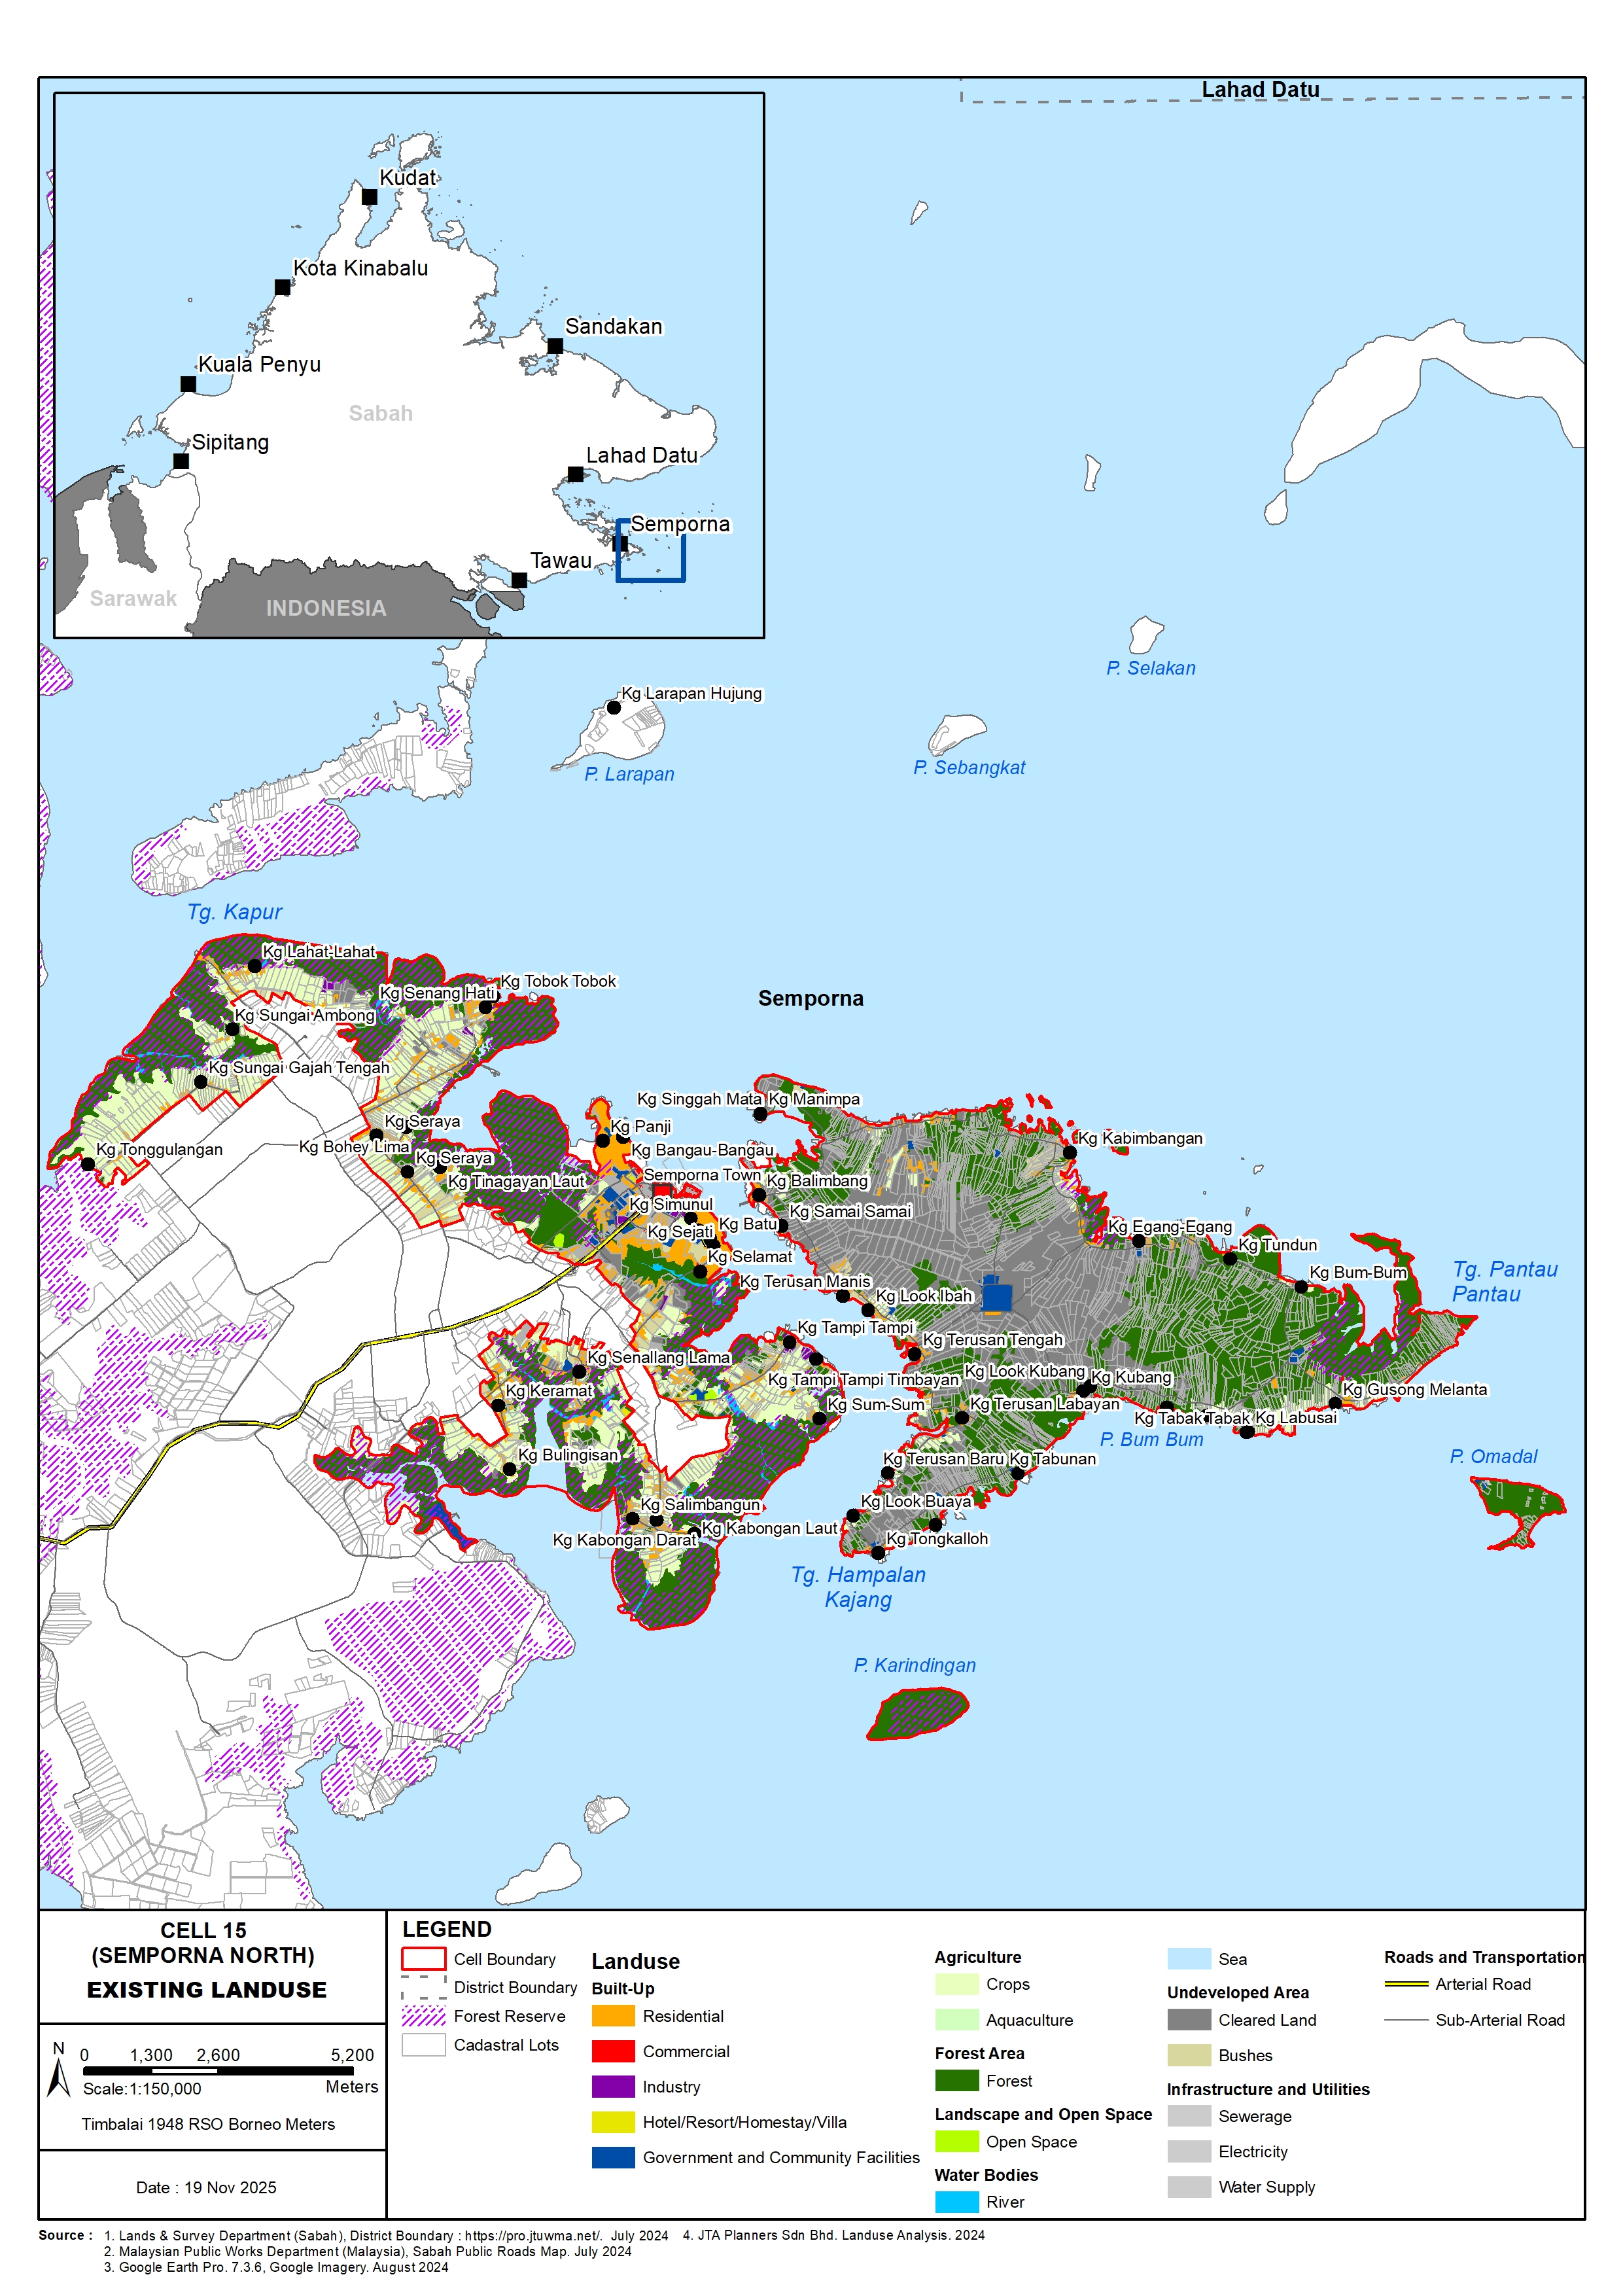 Lahad Datu
Kudat
Kota Kinabalu
Sandakan
Kuala Penyu
Sabah
Sipitang
Lahad Datu
Semporna
Tawau
Sarawak
INDONESIA
P. Selakan
Kg Larapan Hujung
P. Larapan
P. Sebangkat
Tg. Kapur
Kg Lahat-Lahat
Kg Tobok Tobok
Kg Senang Hati
Semporna
Kg Sungai Ambong
Kg Sungai Gajah Tengah
Kg Singgah Mata
Kg Manimpa
Kg Seraya
Kg Panji
Kg Bohey Lima
Kg Kabimbangan
Kg Tonggulangan
Kg Bangau-Bangau
Kg Seraya
Kg Tinagayan Laut
Semporna Town
Kg Balimbang
Kg Simunul
Kg Samai Samai
Kg Batu
Kg Sejati
Kg Egang-Egang
Kg Tundun
Kg Selamat
Kg Bum-Bum
Tg. Pantau
Pantau
Kg Terusan Manis
Kg Look Ibah
Kg Tampi Tampi
Kg Terusan Tengah
Kg Senallang Lama
Kg Look Kubang
Kg Kubang
Kg Tampi Tampi Timbayan
Kg Keramat
Kg Gusong Melanta
Kg Sum-Sum
Kg Terusan Labayan
Kg Tabak Tabak
Kg Labusai
P. Bum Bum
Kg Bulingisan
Kg Terusan Baru
Kg Tabunan
P. Omadal
Kg Salimbangun
Kg Look Buaya
Kg Kabongan Laut
Kg Kabongan Darat
Kg Tongkalloh
Tg. Hampalan
Kajang
P. Karindingan
CELL 15
(SEMPORNA NORTH)
EXISTING LANDUSE
N
0 1,300 2,600 5,200
Scale:1:150,000 Meters
Timbalai 1948 RSO Borneo Meters
Date : 19 Nov 2025
LEGEND
Cell Boundary
District Boundary
Forest Reserve
Cadastral Lots
Landuse
Built-Up
Residential
Commercial
Industry
Hotel/Resort/Homestay/Villa
Government and Community Facilities
Agriculture
Crops
Aquaculture
Forest Area
Forest
Landscape and Open Space
Open Space
Water Bodies
River
Sea
Undeveloped Area
Cleared Land
Bushes
Infrastructure and Utilities
Sewerage
Electricity
Water Supply
Roads and Transportation
Arterial Road
Sub-Arterial Road
Source : 1. Lands & Survey Department (Sabah), District Boundary : https://pro.jtuwma.net/. July 2024 4. JTA Planners Sdn Bhd. Landuse Analysis. 2024
2. Malaysian Public Works Department (Malaysia), Sabah Public Roads Map. July 2024
3. Google Earth Pro. 7.3.6, Google Imagery. August 2024